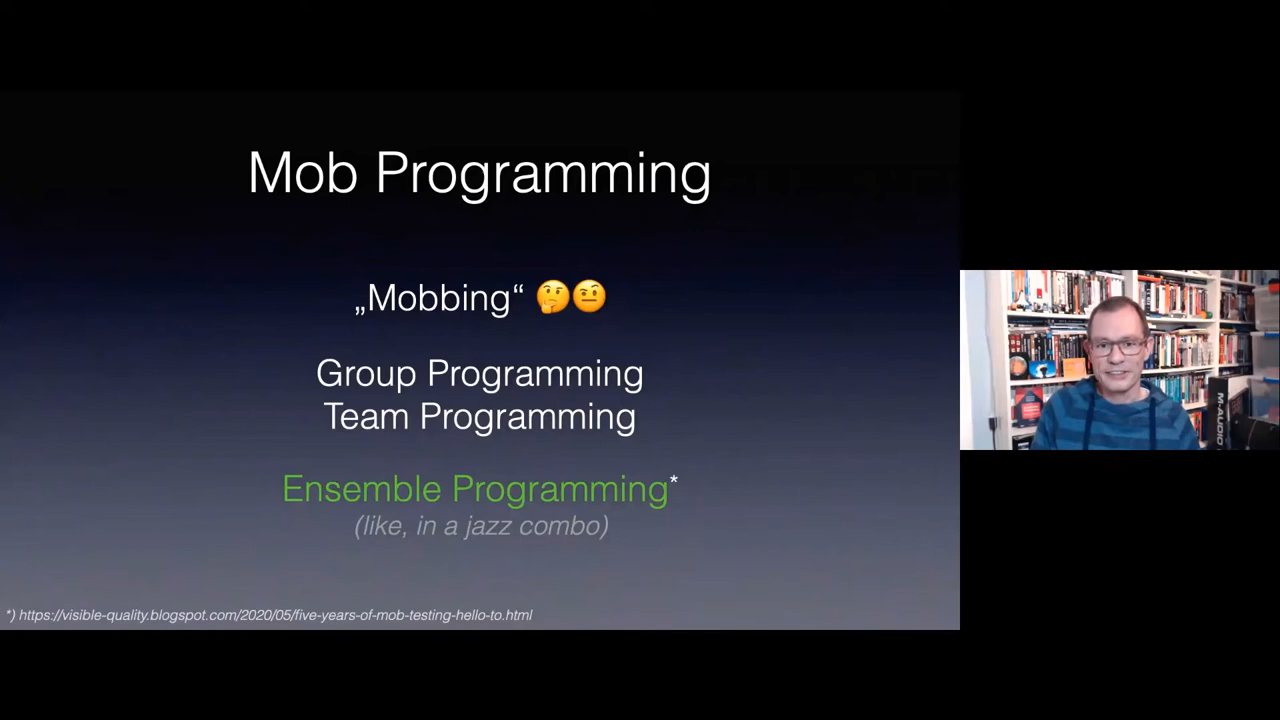 Mob Programming
„Mobbing“ 🤔🤨
Group Programming
Team Programming
Ensemble Programming*
(like, in a jazz combo)
*) https://visible-quality.blogspot.com/2020/05/five-years-of-mob-testing-hello-to.html
M-AUDIO